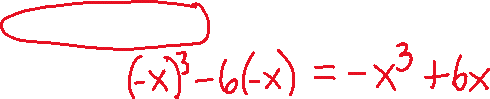 (-x)³-6(-x) = -x³+6x